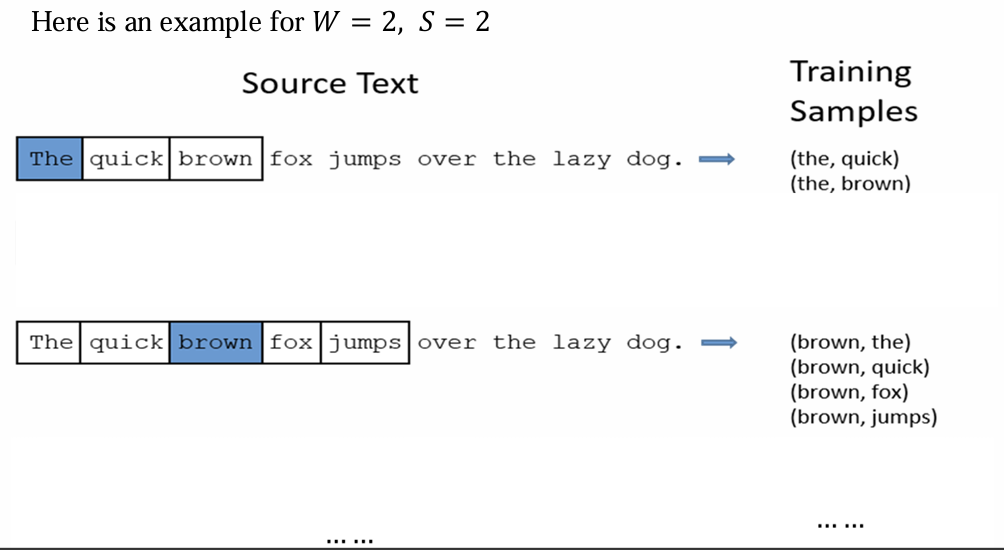 Here is an example for W = 2, S = 2
Source Text
Training
Samples
The quick brown fox jumps over the lazy dog.
(the, quick)
(the, brown)
The quick brown fox jumps over the lazy dog.
(brown, the)
(brown, quick)
(brown, fox)
(brown, jumps)
... ...
... ...